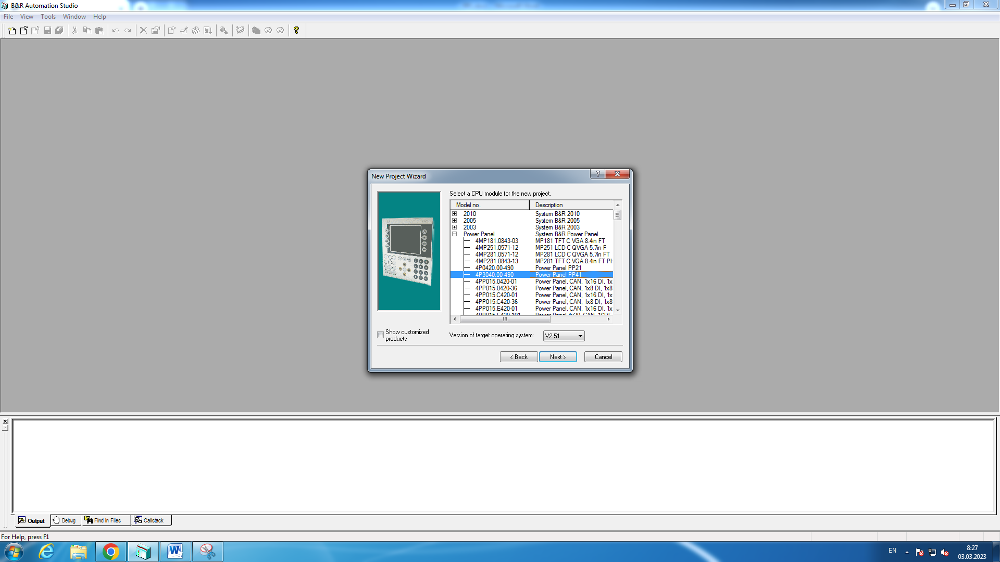 B&R Automation Studio
File View Tools Window Help
New Project Wizard
Select a CPU module for the new project.
Model no. Description
2010 System B&R 2010
2005 System B&R 2005
2003 System B&R 2003
Power Panel System B&R Power Panel
4MP181.0843-03 MP181 TFT C VGA 8.4in FT
4MP251.0571-12 MP251 LCD C QVGA 5.7in F
4MP281.0571-12 MP281 LCD C QVGA 5.7in FT
4MP281.0843-13 MP281 TFT C VGA 8.4in FT PH
4P0420.00-490 Power Panel PP21
4P3040.00-490 Power Panel PP41
4PP015.0420-01 Power Panel, CAN, 1x16 DI, 1x
4PP015.0420-36 Power Panel, CAN, 1x8 DI, 1x8
4PP015.C420-01 Power Panel, CAN, 1x16 DI, 1x
4PP015.C420-36 Power Panel, CAN, 1x8 DI, 1x8
4PP015.E420-01 Power Panel, CAN, 1x16 DI, 1x
4PP015.E420-101 Power Panel 4x20, CAN, 16DE
Show customized
products
Version of target operating system: V2.51
< Back Next > Cancel
Output Debug Find in Files Callstack
For Help, press F1
EN
8:27
03.03.2023